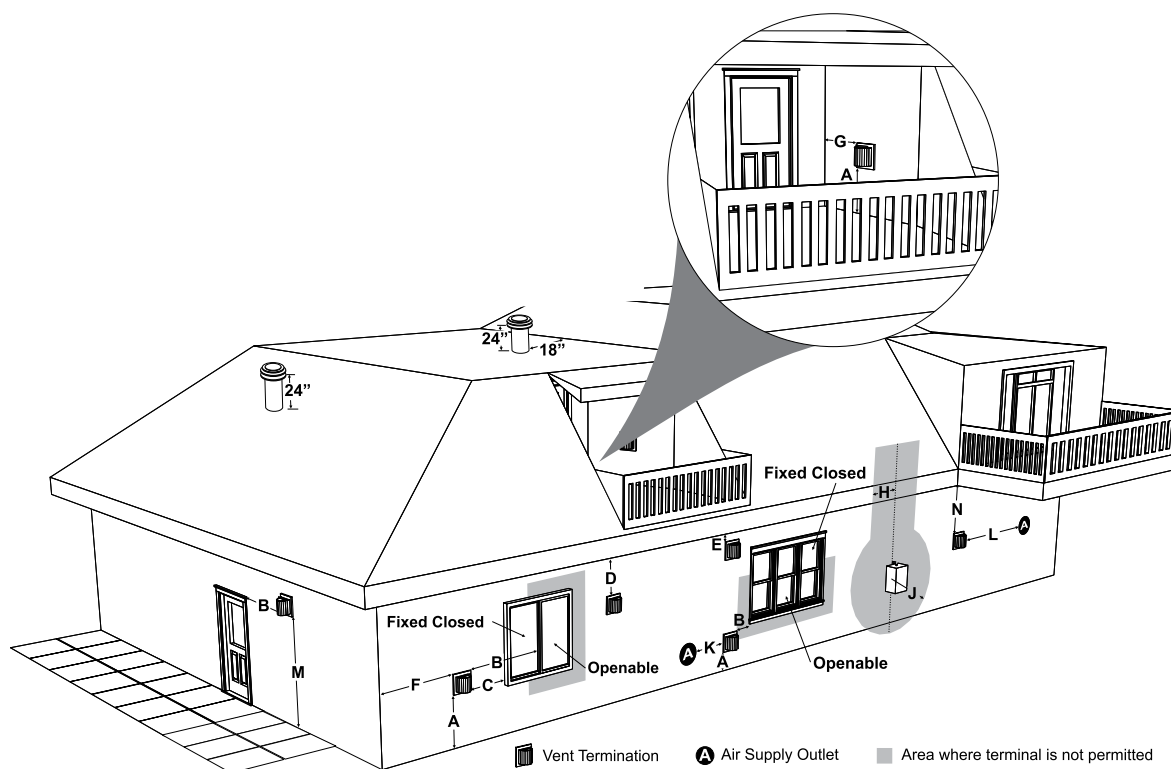 G
A
24”
18”
24”
Fixed Closed
H
N
L
A
E
D
B
J
Fixed Closed
B
B
K
A
Openable
A
Openable
M
F
C
A
Vent Termination
A Air Supply Outlet
Area where terminal is not permitted